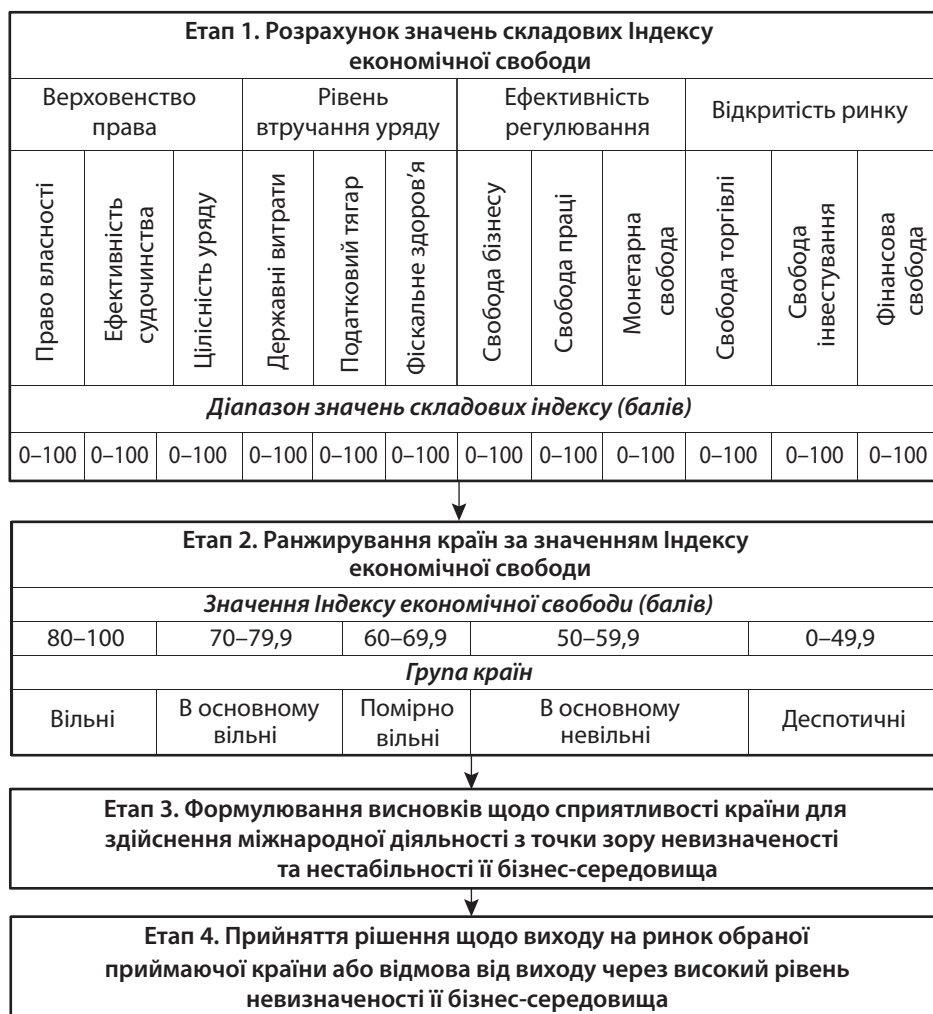 Етап 1. Розрахунок значень складових Індексу
економічної свободи
Верховенство
права
Рівень
втручання уряду
Ефективність
регулювання
Відкритість ринку
Право власності
Ефективність
судочинства
Цілісність уряду
Державні витрати
Податковий тягар
Фіскальне здоров’я
Свобода бізнесу
Свобода праці
Монетарна
свобода
Свобода торгівлі
Свобода
інвестування
Фінансова
свобода
Діапазон значень складових індексу (балів)
0–100 0–100 0–100 0–100 0–100 0–100 0–100 0–100 0–100 0–100 0–100 0–100
Етап 2. Ранжирування країн за значенням Індексу
економічної свободи
Значення Індексу економічної свободи (балів)
80–100 70–79,9 60–69,9 50–59,9 0–49,9
Група країн
Вільні
В основному
вільні
Помірно
вільні
В основному
невільні
Деспотичні
Етап 3. Формулювання висновків щодо сприятливості країни для
здійснення міжнародної діяльності з точки зору невизначеності
та нестабільності її бізнес-середовища
Етап 4. Прийняття рішення щодо виходу на ринок обраної
приймаючої країни або відмова від виходу через високий рівень
невизначеності її бізнес-середовища